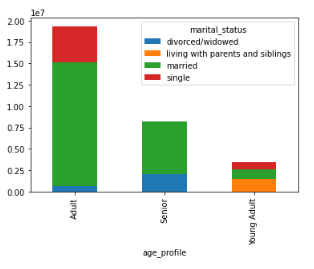 1e7
2.00
1.75
1.50
1.25
1.00
0.75
0.50
0.25
0.00
marital_status
divorced/widowed
living with parents and siblings
married
single
Adult
Senior
Young Adult
age_profile